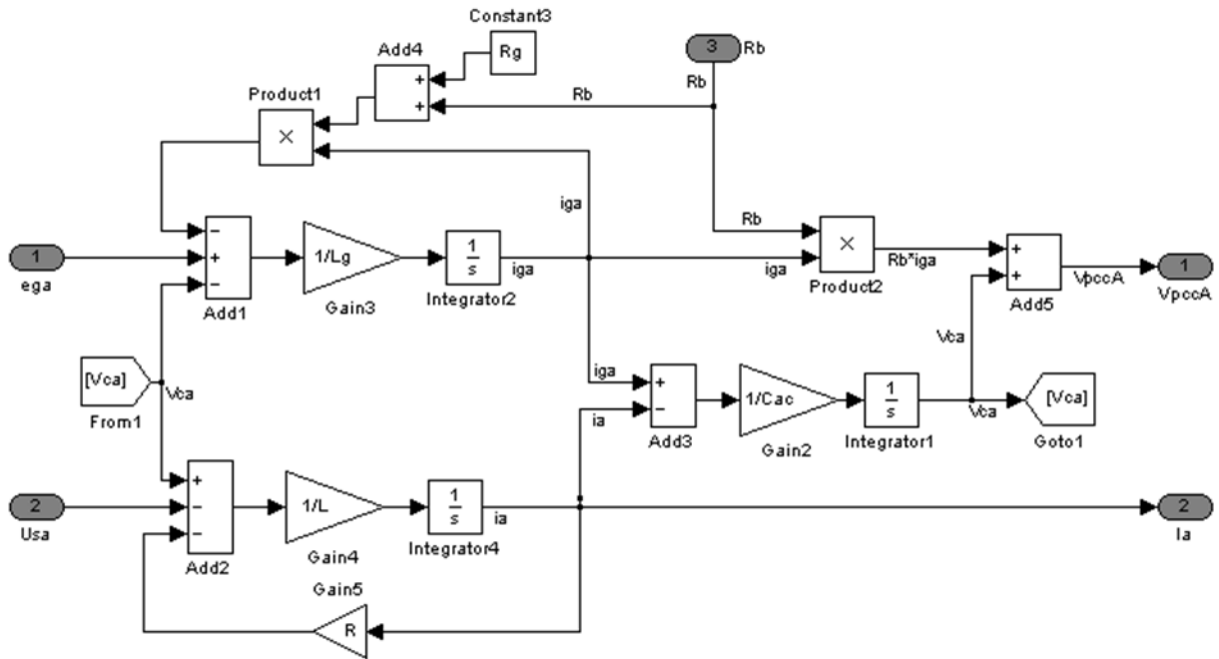 Constant3
Rg
Add4
+
+
3
Rb
Rb
Rb
Product1
×
iga
−
+
−
Add1
1
ega
1/Lg
Gain3
1
s
Integrator2
iga
Rb
iga
×
Product2
Rb*iga
+
+
Add5
VpccA
1
VpccA
Vca
[Vca]
From1
Vca
iga
ia
+
−
Add3
1/Cac
Gain2
1
s
Integrator1
Vca
[Vca]
Goto1
2
Usa
+
−
−
Add2
1/L
Gain4
1
s
Integrator4
ia
2
Ia
Gain5
R